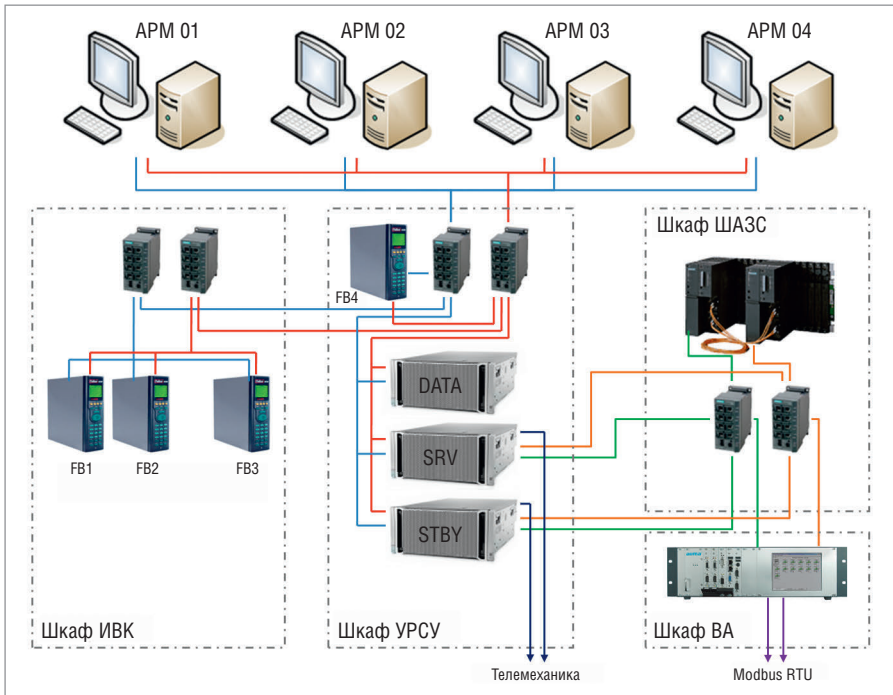 АРМ 01
АРМ 02
АРМ 03
АРМ 04
Шкаф ШАЗС
FB4
DATA
SRV
STBY
FB1
FB2
FB3
Шкаф ИВК
Шкаф УРСУ
Шкаф ВА
Телемеханика
Modbus RTU